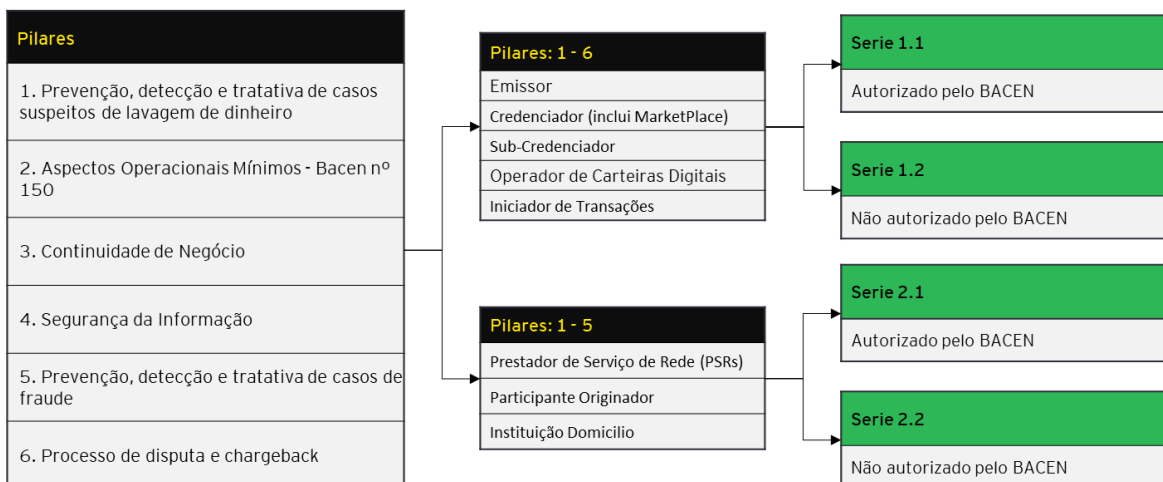 Pilares
1. Prevenção, detecção e tratativa de casos
suspeitos de lavagem de dinheiro
2. Aspectos Operacionais Mínimos - Bacen nº
150
3. Continuidade de Negócio
4. Segurança da Informação
5. Prevenção, detecção e tratativa de casos de
fraude
6. Processo de disputa e chargeback
Pilares: 1 - 6
Emissor
Credenciador (inclui MarketPlace)
Sub-Credenciador
Operador de Carteiras Digitais
Iniciador de Transações
Pilares: 1 - 5
Prestador de Serviço de Rede (PSRs)
Participante Originador
Instituição Domicilio
Serie 1.1
Autorizado pelo BACEN
Serie 1.2
Não autorizado pelo BACEN
Serie 2.1
Autorizado pelo BACEN
Serie 2.2
Não autorizado pelo BACEN